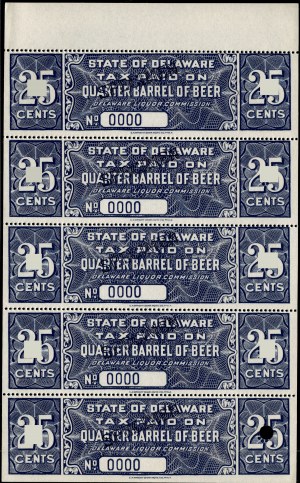 25 CENTS
STATE OF DELAWARE
TAX PAID ON
QUARTER BARREL OF BEER
DELAWARE LIQUOR COMMISSION
No 0000
25 CENTS
25 CENTS
STATE OF DELAWARE
TAX PAID ON
QUARTER BARREL OF BEER
DELAWARE LIQUOR COMMISSION
No 0000
25 CENTS
25 CENTS
STATE OF DELAWARE
TAX PAID ON
QUARTER BARREL OF BEER
DELAWARE LIQUOR COMMISSION
No 0000
25 CENTS
25 CENTS
STATE OF DELAWARE
TAX PAID ON
QUARTER BARREL OF BEER
DELAWARE LIQUOR COMMISSION
No 0000
25 CENTS
25 CENTS
STATE OF DELAWARE
TAX PAID ON
QUARTER BARREL OF BEER
DELAWARE LIQUOR COMMISSION
No 0000
25 CENTS